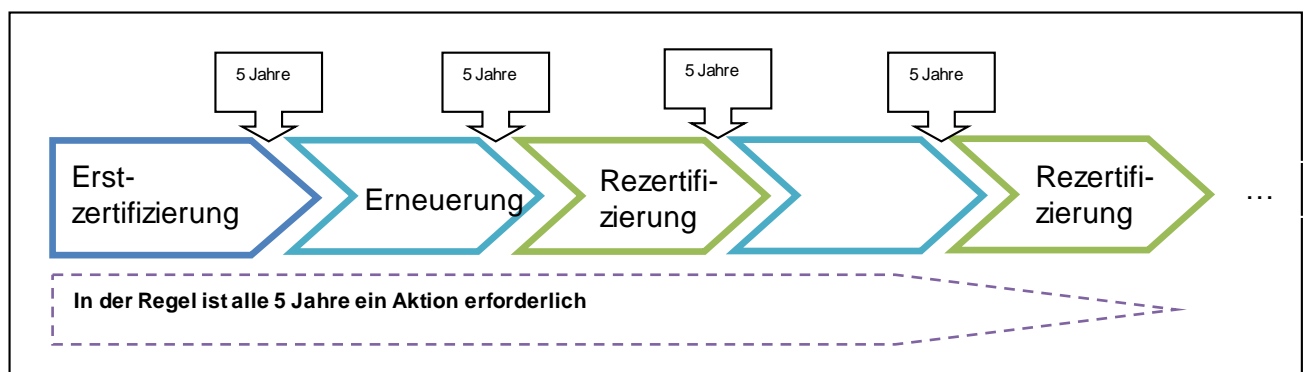 5 Jahre
5 Jahre
5 Jahre
5 Jahre
Erst-
zertifizierung
Erneuerung
Rezertifi-
zierung
Rezertifi-
zierung
...
In der Regel ist alle 5 Jahre ein Aktion erforderlich